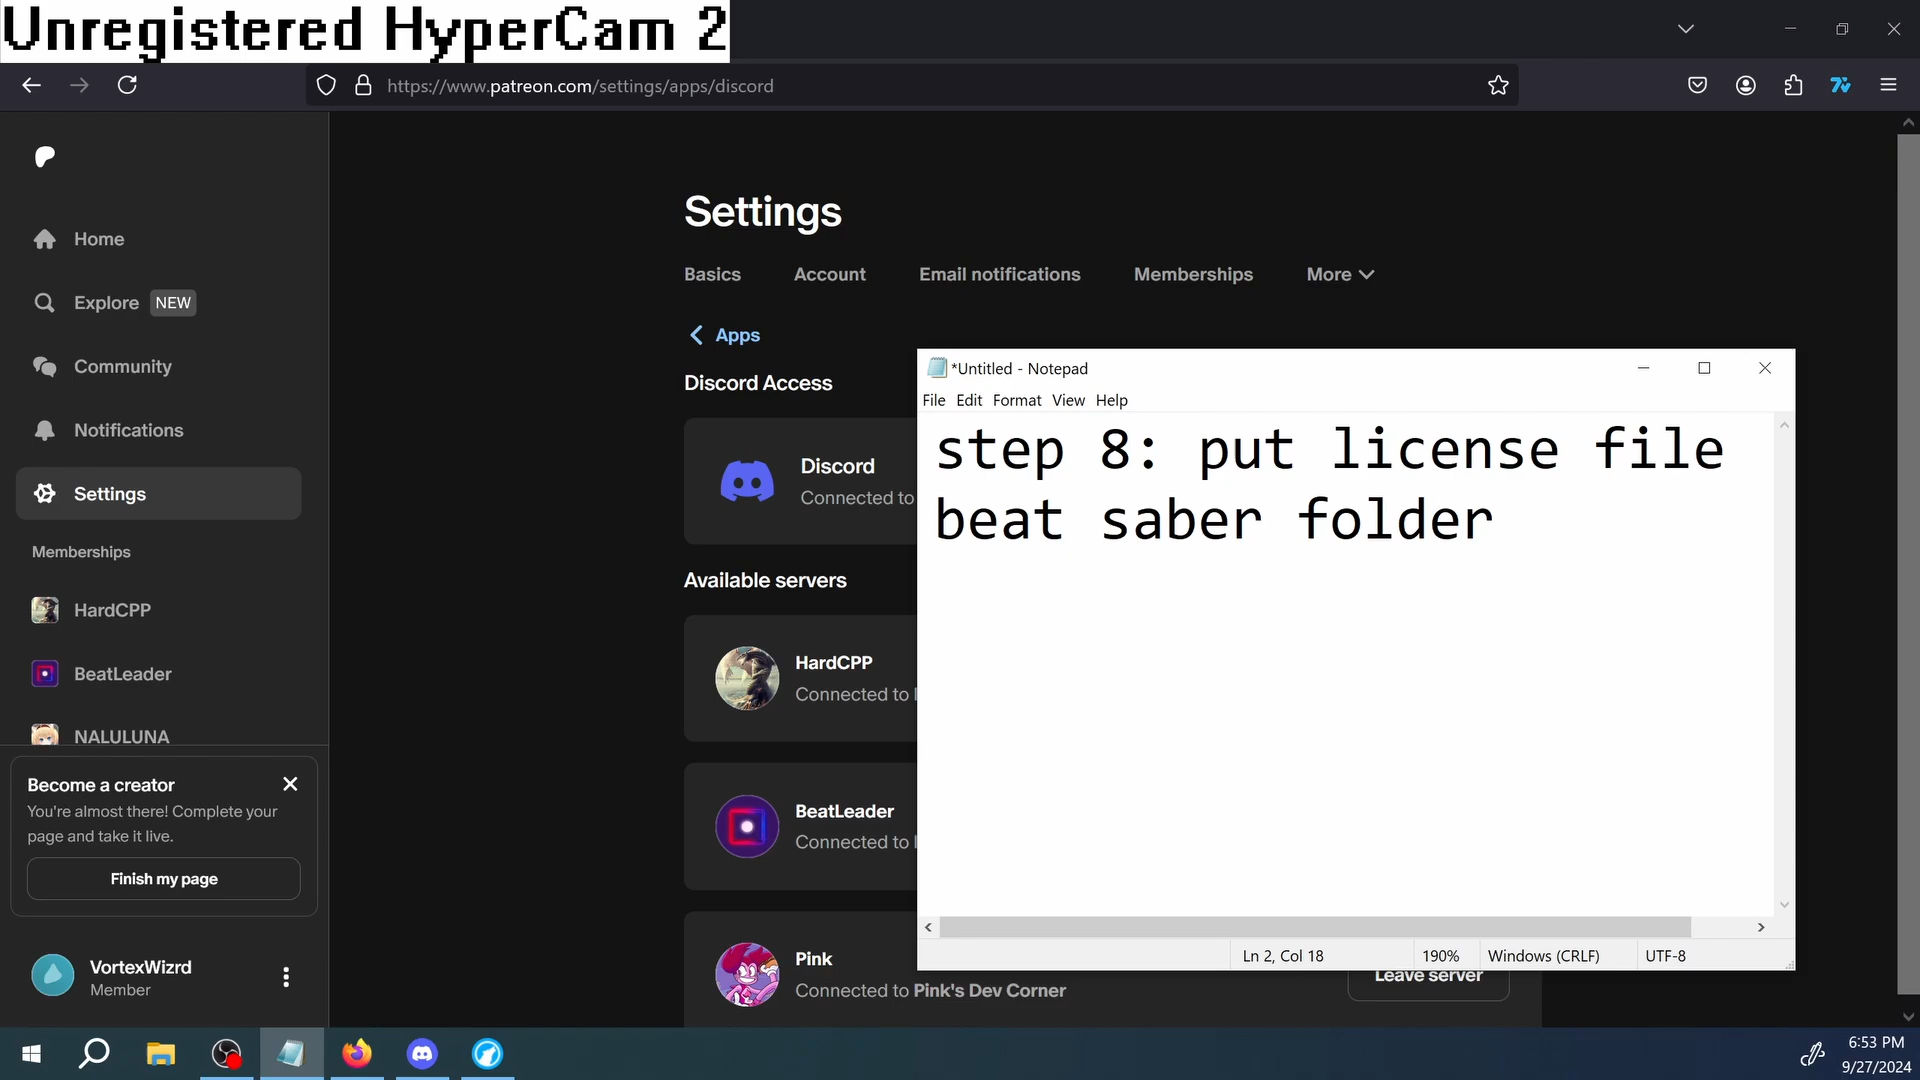 Unregistered HyperCam 2
https://www.patreon.com/settings/apps/discord
Home
Explore NEW
Community
Notifications
Settings
Memberships
HardCPP
BeatLeader
NALULUNA
Become a creator
You're almost there! Complete your
page and take it live.
Finish my page
VortexWizrd
Member
Settings
Basics Account Email notifications Memberships More
Apps
Discord Access
Discord
Connected to
Available servers
HardCPP
Connected to
BeatLeader
Connected to
Pink
Connected to Pink's Dev Corner
Leave server
*Untitled - Notepad
File Edit Format View Help
step 8: put license file
beat saber folder
Ln 2, Col 18 190% Windows (CRLF) UTF-8
6:53 PM
9/27/2024